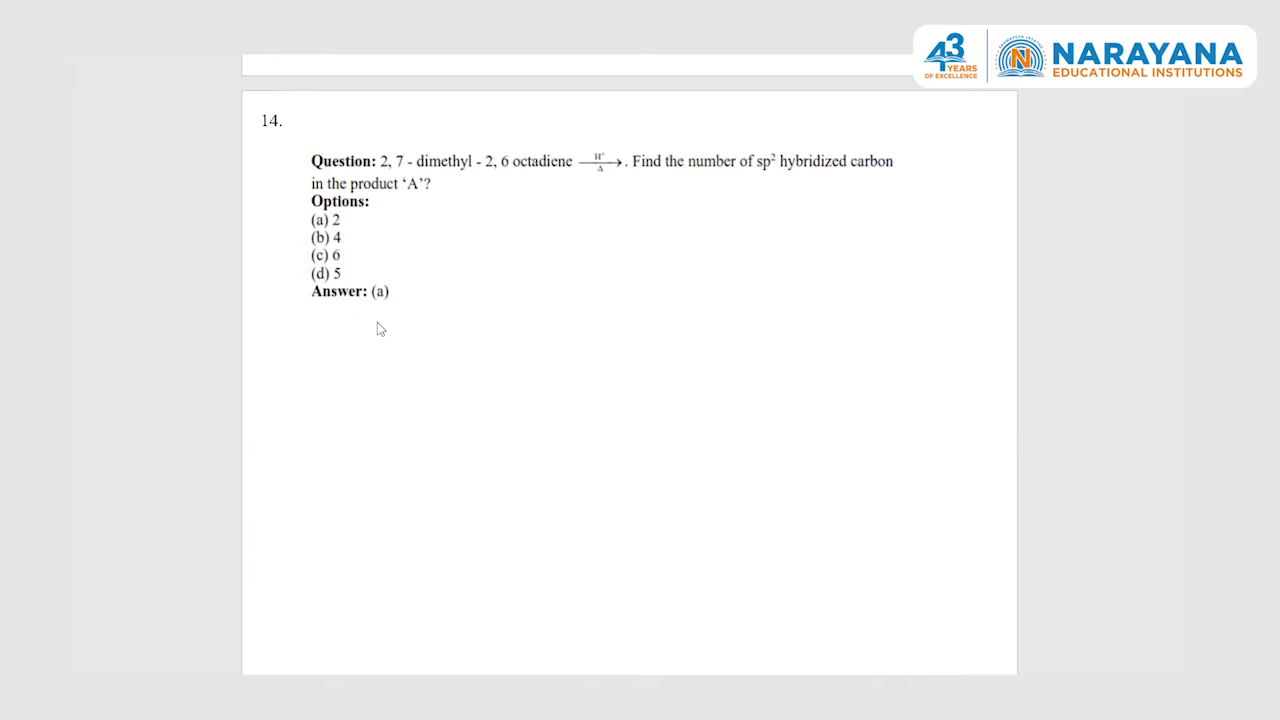 43
YEARS
OF EXCELLENCE
N
NARAYANA
EDUCATIONAL INSTITUTIONS
14.
Question: 2, 7 - dimethyl - 2, 6 octadiene H⁺ ⟶ Δ . Find the number of sp² hybridized carbon
in the product ‘A’?
Options:
(a) 2
(b) 4
(c) 6
(d) 5
Answer: (a)